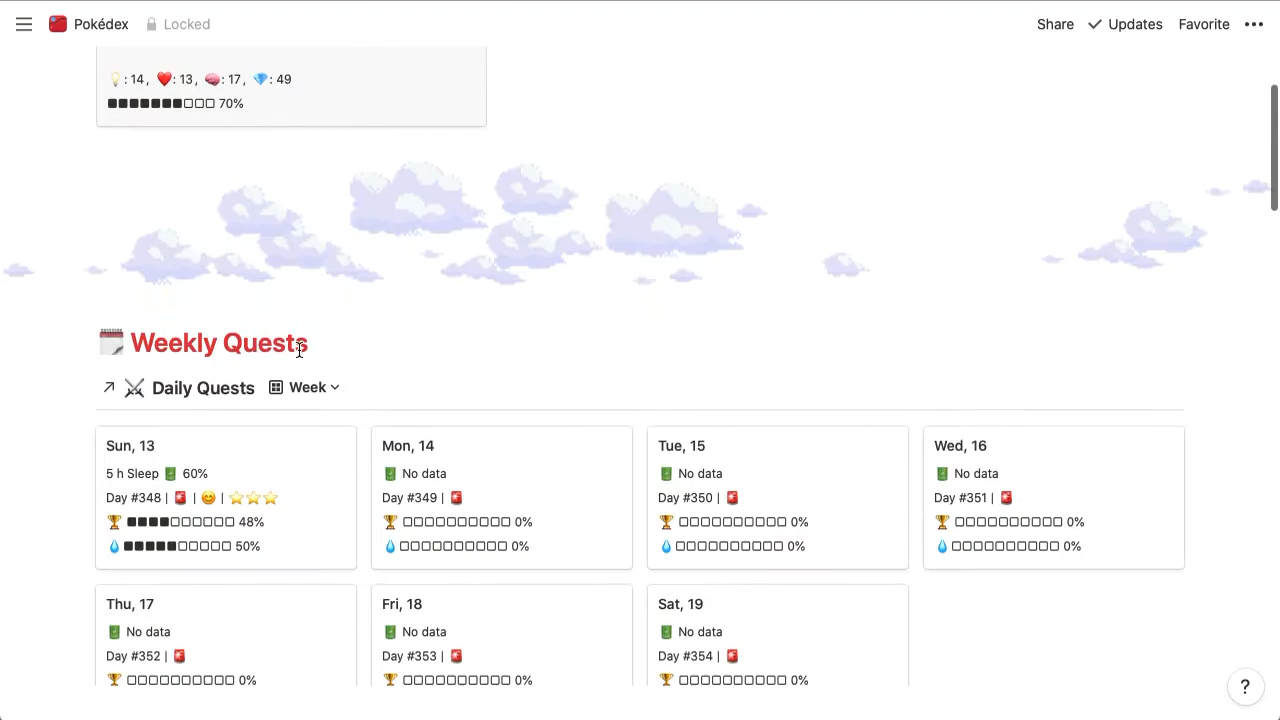 Pokédex Locked Share Updates Favorite
: 14, : 13, : 17, : 49
70%
Weekly Quests
Daily Quests Week
Sun, 13
5 h Sleep 60%
Day #348 | | |
48%
50%
Mon, 14
No data
Day #349 |
0%
0%
Tue, 15
No data
Day #350 |
0%
0%
Wed, 16
No data
Day #351 |
0%
0%
Thu, 17
No data
Day #352 |
0%
Fri, 18
No data
Day #353 |
0%
Sat, 19
No data
Day #354 |
0%
?